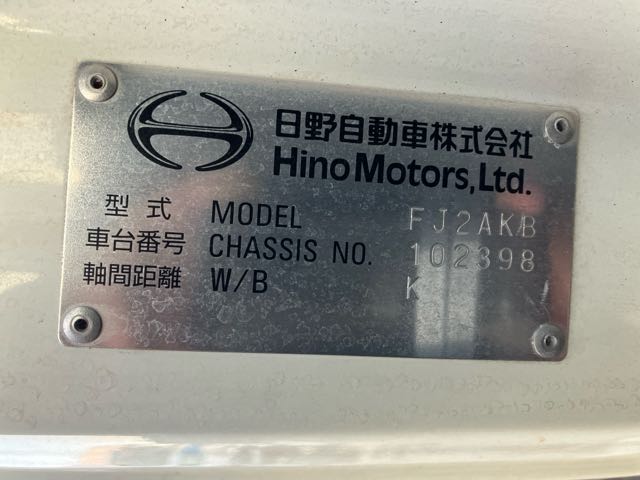 日野自動車株式会社
Hino Motors, Ltd.
型式 MODEL FJ2AKB
車台番号 CHASSIS NO. 102398
軸間距離 W/B K